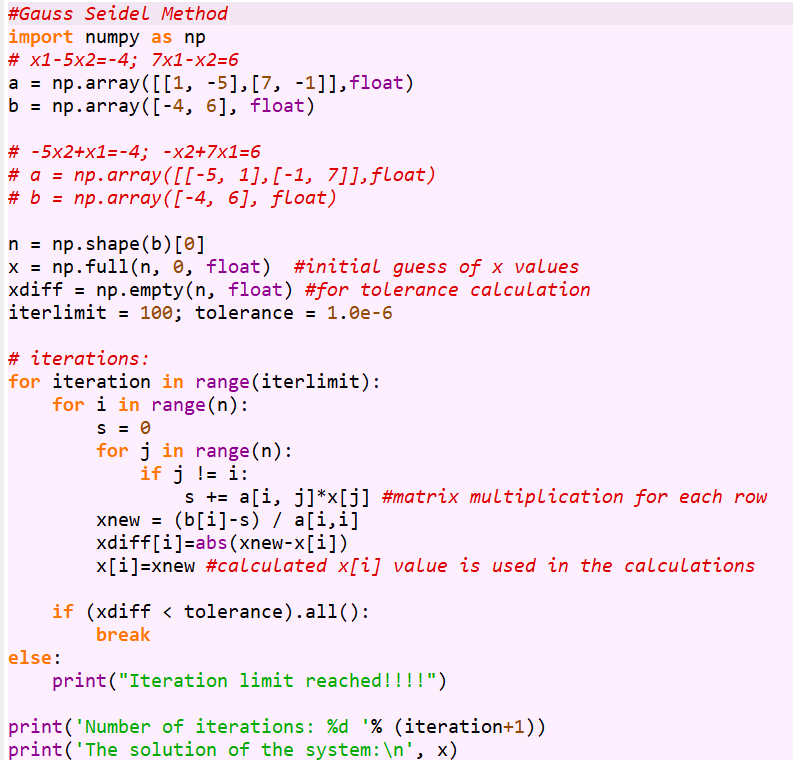 #Gauss Seidel Method
import numpy as np
# x1-5x2=-4; 7x1-x2=6
a = np.array([[1, -5],[7, -1]],float)
b = np.array([-4, 6], float)
# -5x2+x1=-4; -x2+7x1=6
# a = np.array([[-5, 1],[-1, 7]],float)
# b = np.array([-4, 6], float)
n = np.shape(b)[0]
x = np.full(n, 0, float)  #initial guess of x values
xdiff = np.empty(n, float) #for tolerance calculation
iterlimit = 100; tolerance = 1.0e-6
# iterations:
for iteration in range(iterlimit):
    for i in range(n):
        s = 0
        for j in range(n):
            if j != i:
                s += a[i, j]*x[j] #matrix multiplication for each row
        xnew = (b[i]-s) / a[i,i]
        xdiff[i]=abs(xnew-x[i])
        x[i]=xnew #calculated x[i] value is used in the calculations
    if (xdiff < tolerance).all():
        break
else:
    print("Iteration limit reached!!!!")
print('Number of iterations: %d '% (iteration+1))
print('The solution of the system:\n', x)